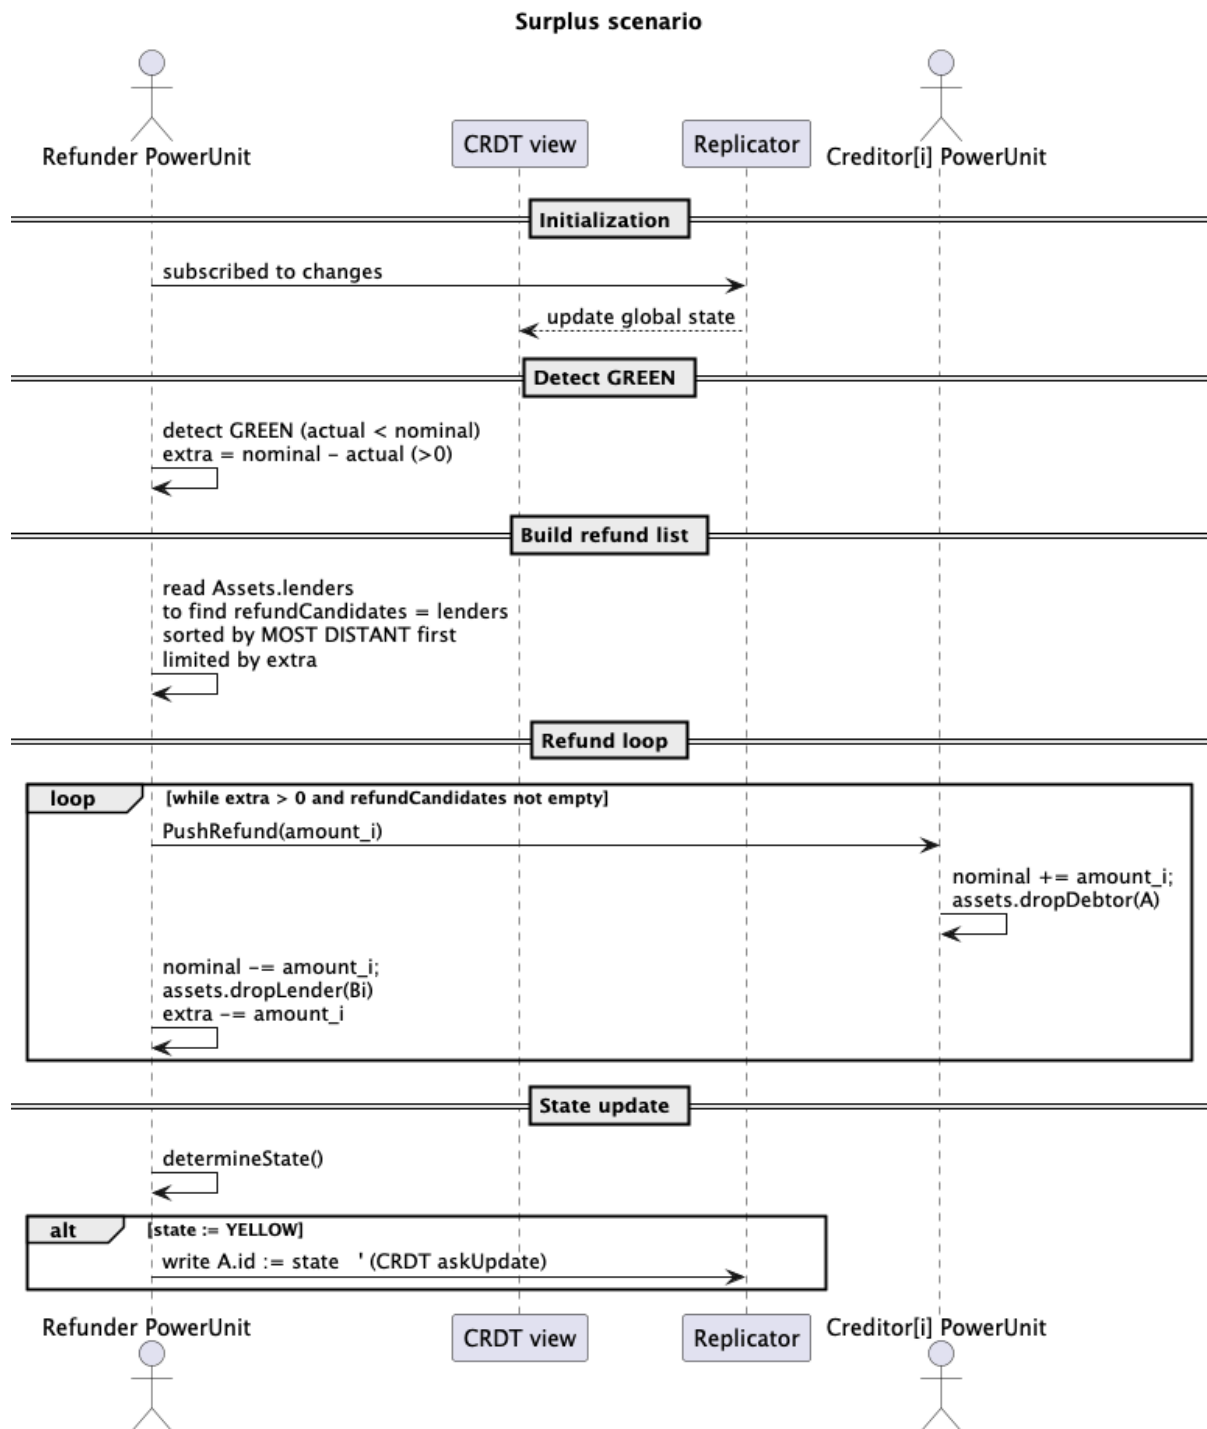 Surplus scenario
Refunder PowerUnit
CRDT view
Replicator
Creditor[i] PowerUnit
Initialization
subscribed to changes
update global state
Detect GREEN
detect GREEN (actual < nominal)
extra = nominal − actual (>0)
Build refund list
read Assets.lenders
to find refundCandidates = lenders
sorted by MOST DISTANT first
limited by extra
Refund loop
loop
[while extra > 0 and refundCandidates not empty]
PushRefund(amount_i)
nominal += amount_i;
assets.dropDebtor(A)
nominal −= amount_i;
assets.dropLender(Bi)
extra −= amount_i
State update
determineState()
alt
[state := YELLOW]
write A.id := state ' (CRDT askUpdate)
Refunder PowerUnit
CRDT view
Replicator
Creditor[i] PowerUnit